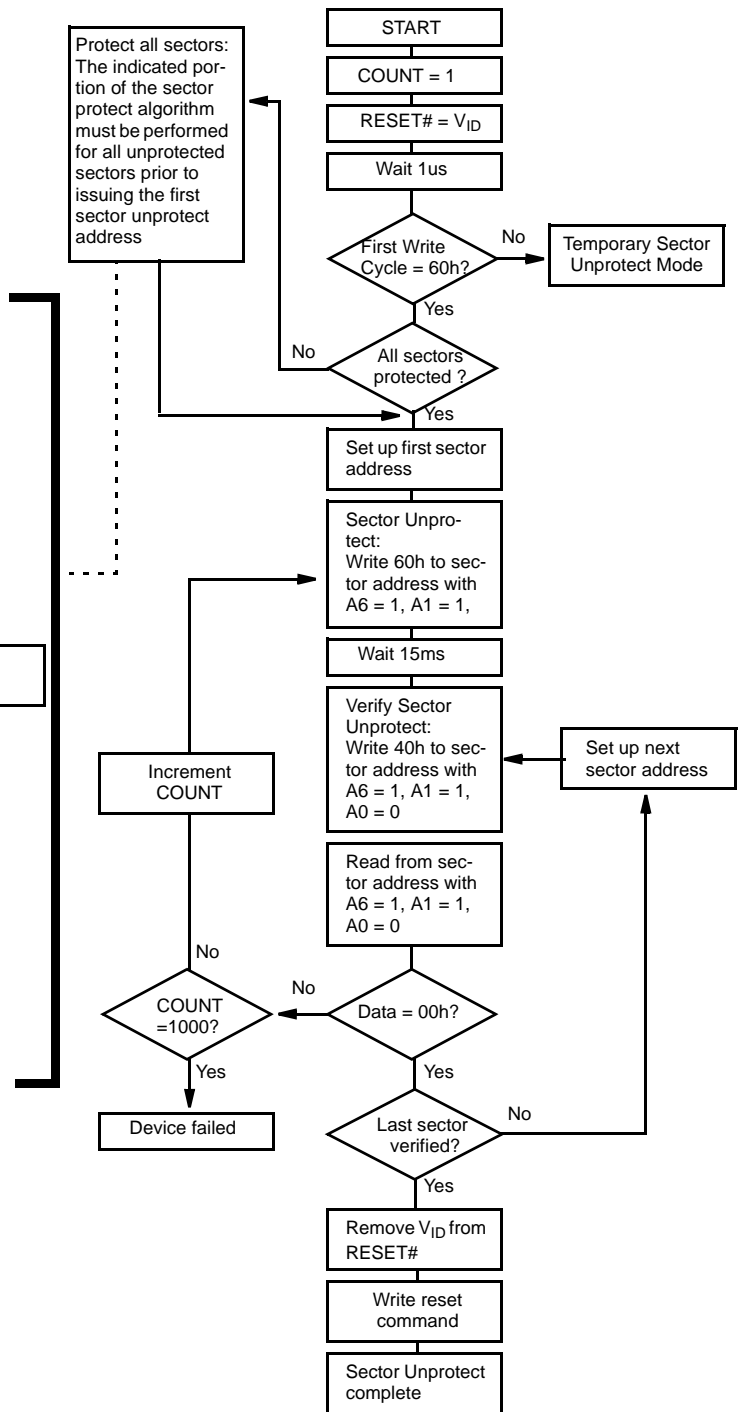 START
COUNT = 1
RESET# = VID
Wait 1us
Protect all sectors:
The indicated por-
tion of the sector
protect algorithm
must be performed
for all unprotected
sectors prior to
issuing the first
sector unprotect
address
First Write
Cycle = 60h?
No
Temporary Sector
Unprotect Mode
Yes
All sectors
protected ?
No
Yes
Set up first sector
address
Sector Unpro-
tect:
Write 60h to sec-
tor address with
A6 = 1, A1 = 1,
Wait 15ms
Verify Sector
Unprotect:
Write 40h to sec-
tor address with
A6 = 1, A1 = 1,
A0 = 0
Set up next
sector address
Increment
COUNT
Read from sec-
tor address with
A6 = 1, A1 = 1,
A0 = 0
No
Data = 00h?
No
COUNT
=1000?
Yes
Yes
Device failed
Last sector
verified?
No
Yes
Remove VID from
RESET#
Write reset
command
Sector Unprotect
complete